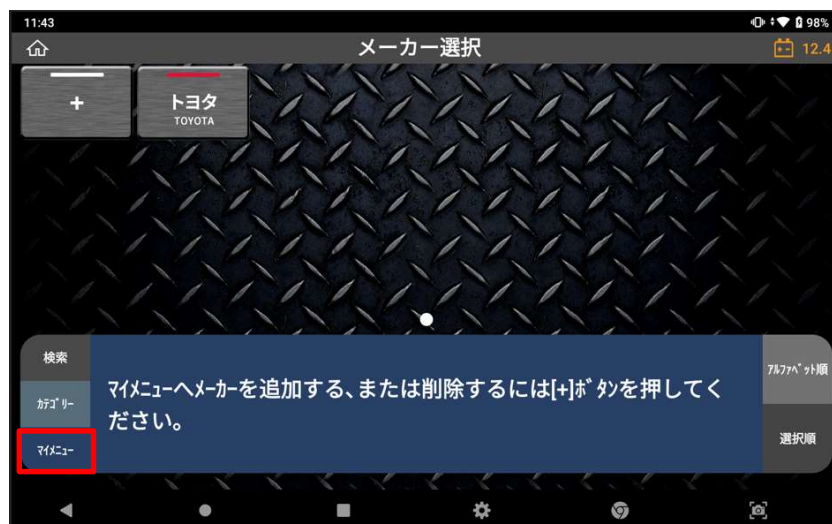 11:43
98%
メーカー選択
12.4
+
トヨタ
TOYOTA
検索
ｶﾃｺﾞﾘｰ
ﾏｲﾒﾆｭｰ
ﾏｲﾒﾆｭｰへﾒｰｶｰを追加する、または削除するには[+]ﾎﾞﾀﾝを押してく
ださい。
ｱﾙﾌｧﾍﾞｯﾄ順
選択順